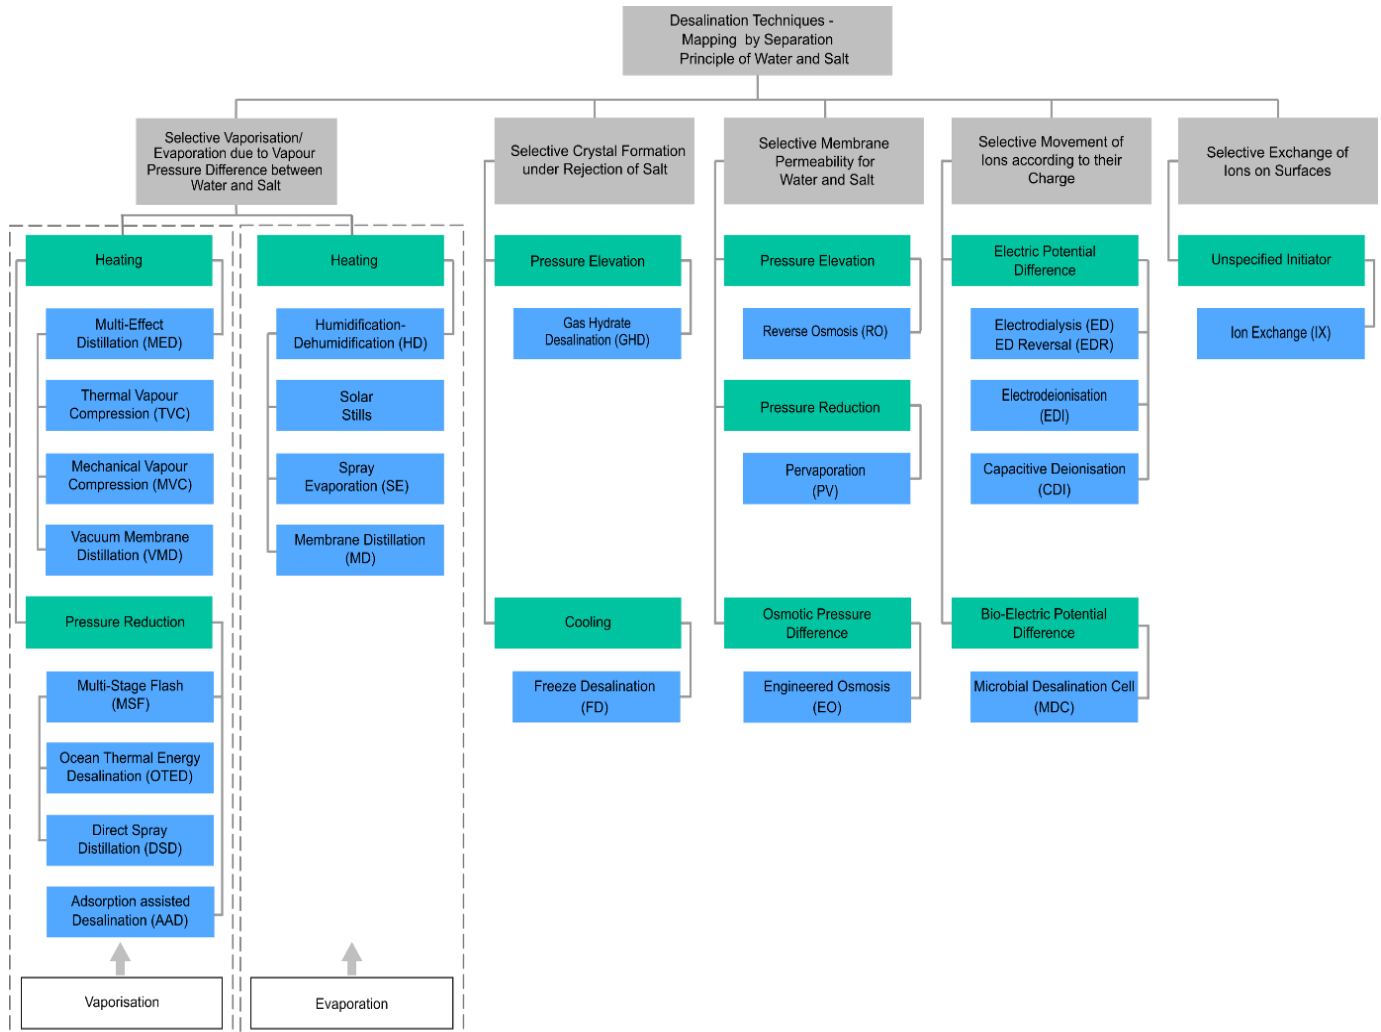 Desalination Techniques -
Mapping by Separation
Principle of Water and Salt
Selective Vaporisation/
Evaporation due to Vapour
Pressure Difference between
Water and Salt
Selective Crystal Formation
under Rejection of Salt
Selective Membrane
Permeability for
Water and Salt
Selective Movement of
Ions according to their
Charge
Selective Exchange of
Ions on Surfaces
Heating
Multi-Effect
Distillation (MED)
Thermal Vapour
Compression (TVC)
Mechanical Vapour
Compression (MVC)
Vacuum Membrane
Distillation (VMD)
Pressure Reduction
Multi-Stage Flash
(MSF)
Ocean Thermal Energy
Desalination (OTED)
Direct Spray
Distillation (DSD)
Adsorption assisted
Desalination (AAD)
Vaporisation
Heating
Humidification-
Dehumidification (HD)
Solar
Stills
Spray
Evaporation (SE)
Membrane Distillation
(MD)
Evaporation
Pressure Elevation
Gas Hydrate
Desalination (GHD)
Cooling
Freeze Desalination
(FD)
Pressure Elevation
Reverse Osmosis (RO)
Pressure Reduction
Pervaporation
(PV)
Osmotic Pressure
Difference
Engineered Osmosis
(EO)
Electric Potential
Difference
Electrodialysis (ED)
ED Reversal (EDR)
Electrodeionisation
(EDI)
Capacitive Deionisation
(CDI)
Bio-Electric Potential
Difference
Microbial Desalination Cell
(MDC)
Unspecified Initiator
Ion Exchange (IX)